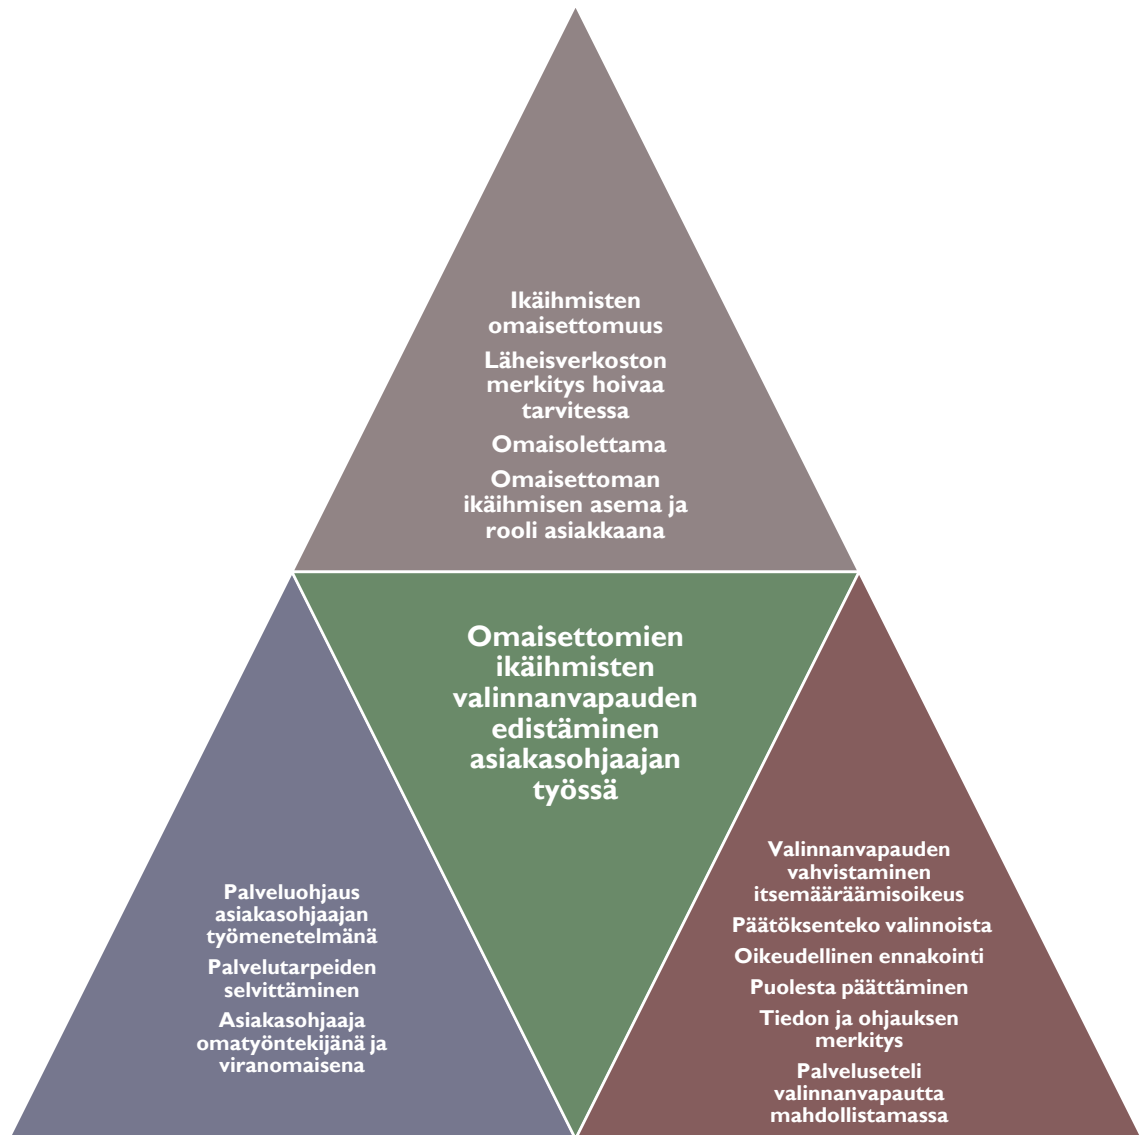 Ikäihmisten
omaisettomuus
Läheisverkoston
merkitys hoivaa
tarvitessa
Omaisolettama
Omaisettoman
ikäihmisen asema ja
rooli asiakkaana
Omaisettomien
ikäihmisten
valinnanvapauden
edistäminen
asiakasohjaajan
työssä
Palveluohjaus
asiakasohjaajan
työmenetelmänä
Palvelutarpeiden
selvittäminen
Asiakasohjaaja
omatyöntekijänä ja
viranomaisena
Valinnanvapauden
vahvistaminen
itsemääräämisoikeus
Päätöksenteko valinnoista
Oikeudellinen ennakointi
Puolesta päättäminen
Tiedon ja ohjauksen
merkitys
Palveluseteli
valinnanvapautta
mahdollistamassa